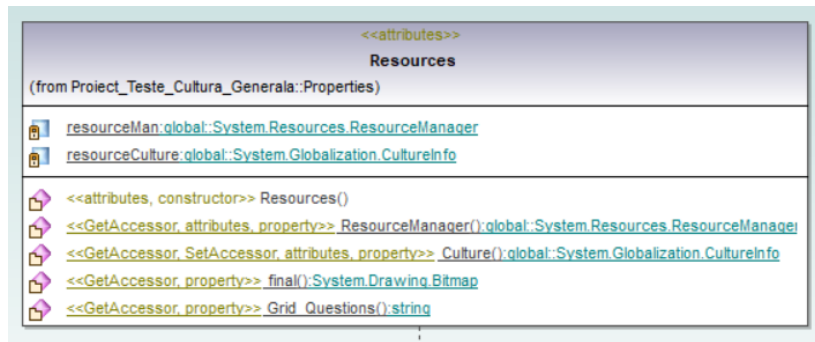 <<attributes>>
Resources
(from Proiect_Teste_Cultura_Generala::Properties)
resourceMan:global::System.Resources.ResourceManager
resourceCulture:global::System.Globalization.CultureInfo
<<attributes, constructor>> Resources()
<<GetAccessor, attributes, property>> ResourceManager():global::System.Resources.ResourceManager
<<GetAccessor, SetAccessor, attributes, property>> Culture():global::System.Globalization.CultureInfo
<<GetAccessor, property>> final():System.Drawing.Bitmap
<<GetAccessor, property>> Grid_Questions():string